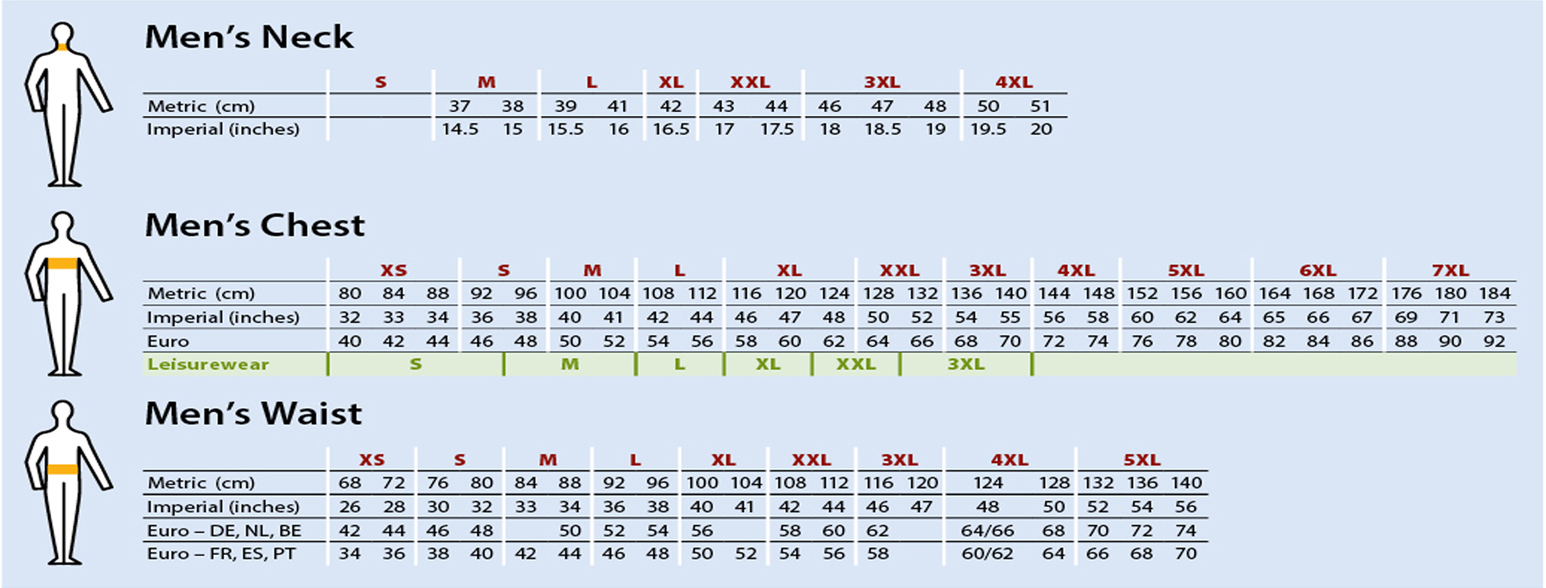 Men's Neck
S M L XL XXL 3XL 4XL
Metric (cm) 37 38 39 41 42 43 44 46 47 48 50 51
Imperial (inches) 14.5 15 15.5 16 16.5 17 17.5 18 18.5 19 19.5 20
Men's Chest
XS S M L XL XXL 3XL 4XL 5XL 6XL 7XL
Metric (cm) 80 84 88 92 96 100 104 108 112 116 120 124 128 132 136 140 144 148 152 156 160 164 168 172 176 180 184
Imperial (inches) 32 33 34 36 38 40 41 42 44 46 47 48 50 52 54 55 56 58 60 62 64 65 66 67 69 71 73
Euro 40 42 44 46 48 50 52 54 56 58 60 62 64 66 68 70 72 74 76 78 80 82 84 86 88 90 92
Leisurewear S M L XL XXL 3XL
Men's Waist
XS S M L XL XXL 3XL 4XL 5XL
Metric (cm) 68 72 76 80 84 88 92 96 100 104 108 112 116 120 124 128 132 136 140
Imperial (inches) 26 28 30 32 33 34 36 38 40 41 42 44 46 47 48 50 52 54 56
Euro – DE, NL, BE 42 44 46 48 50 52 54 56 58 60 62 64/66 68 70 72 74
Euro – FR, ES, PT 34 36 38 40 42 44 46 48 50 52 54 56 58 60/62 64 66 68 70